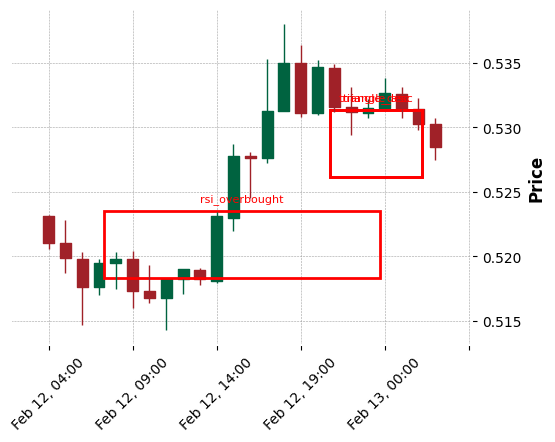 0.535
0.530
0.525
rsi_overbought
0.520
0.515
Price
Feb 12, 04:00
Feb 12, 09:00
Feb 12, 14:00
Feb 12, 19:00
Feb 13, 00:00